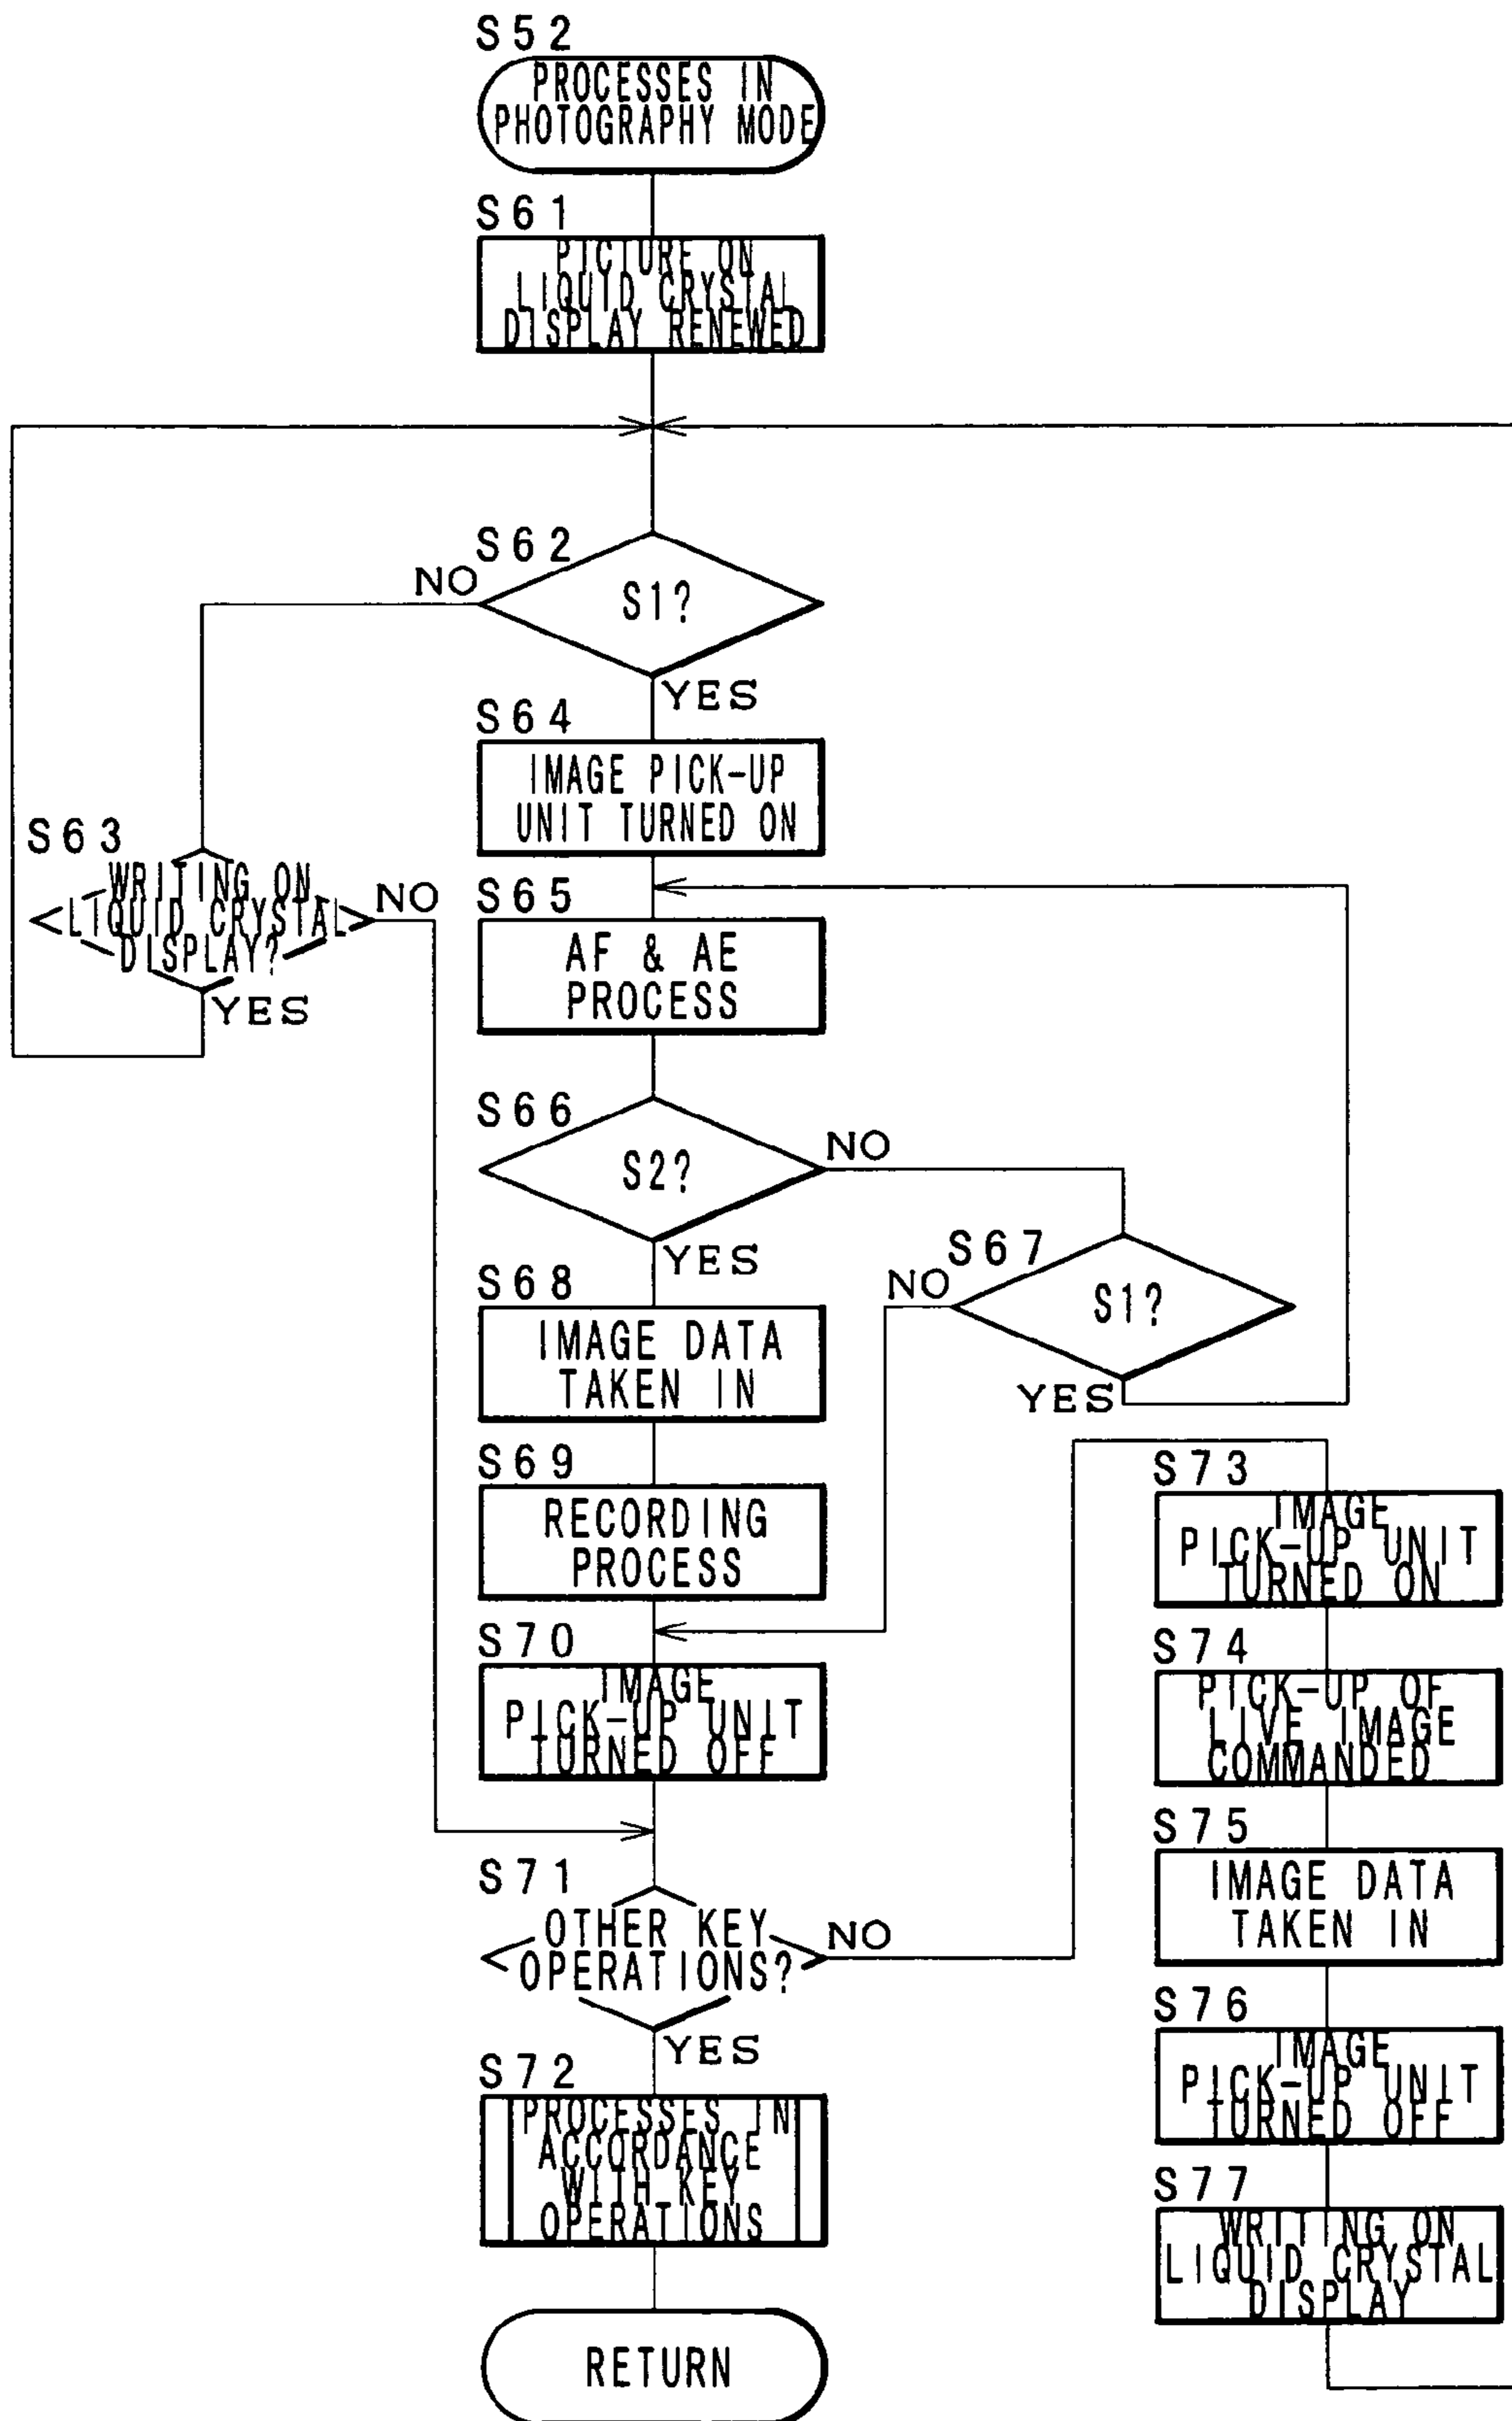 S52
PROCESSES IN
PHOTOGRAPHY MODE
S61
PICTURE ON
LIQUID CRYSTAL
DISPLAY RENEWED
S62
NO
S1?
YES
S63
WRITING ON
LIQUID CRYSTAL
DISPLAY?
NO
YES
S64
IMAGE PICK-UP
UNIT TURNED ON
S65
AF & AE
PROCESS
S66
S2?
NO
YES
S67
NO
S1?
YES
S68
IMAGE DATA
TAKEN IN
S69
RECORDING
PROCESS
S70
IMAGE
PICK-UP UNIT
TURNED OFF
S71
OTHER KEY
OPERATIONS?
NO
YES
S72
PROCESSES IN
ACCORDANCE
WITH KEY
OPERATIONS
RETURN
S73
IMAGE
PICK-UP UNIT
TURNED ON
S74
PICK-UP OF
LIVE IMAGE
COMMANDED
S75
IMAGE DATA
TAKEN IN
S76
IMAGE
PICK-UP UNIT
TURNED OFF
S77
WRITING ON
LIQUID CRYSTAL
DISPLAY